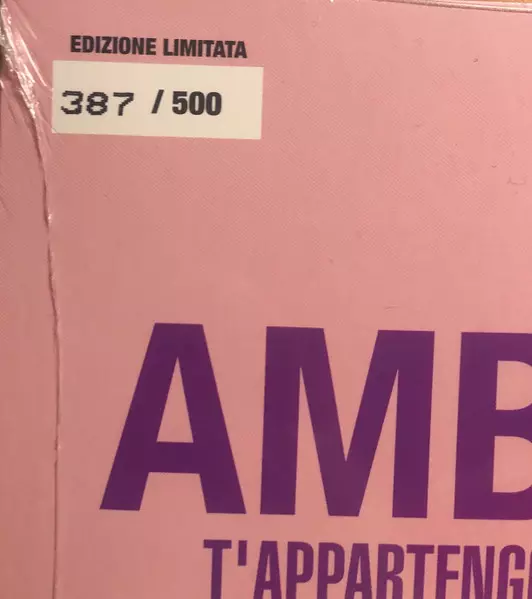 EDIZIONE LIMITATA
387 / 500
AMB
T'APPARTENG